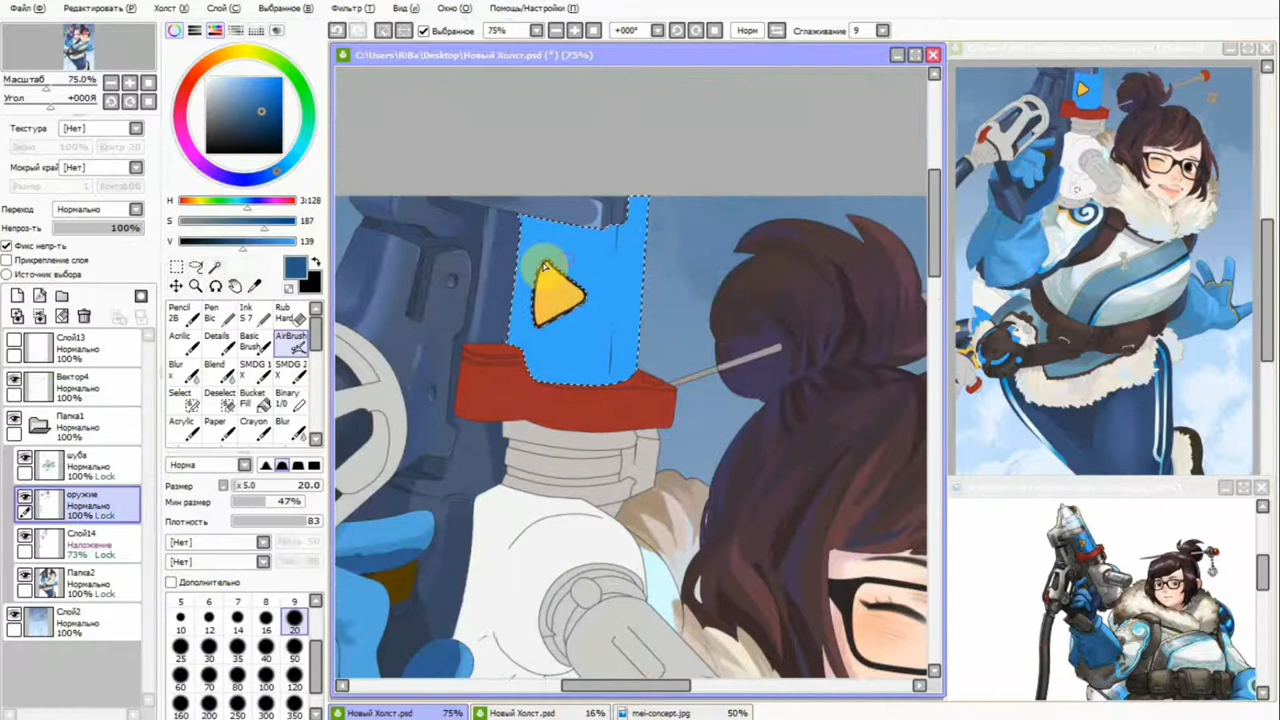 Файл (Ф) Редактировать (Р) Холст (Х) Слой (С) Выбранное (В) Фильтр (Т) Вид (и) Окно (О) Помощь/Настройки (П)
Выбранное 75% +000° Норм Сглаживание 9
C:\Users\RiBa\Desktop\Новый Холст.psd (*) (75%)
Масштаб 75.0%
Угол +000Я
Текстура [Нет]
100% 20
Мокрый край [Нет]
Размер 1
Переход Нормально
Непроз-ть 100%
Фикс непр-ть
Прикрепление слоя
Источник выбора
Слой13
Нормально
100%
Вектор4
Нормально
100%
Папка1
Нормально
100%
шуба
Нормально
100% Lock
оружие
Нормально
100% Lock
Слой14
Наложение
73% Lock
Папка2
Нормально
100%
Слой2
Нормально
100%
H 3:128
S 187
V 139
Pencil 2B
Pen Bic
Ink S 7
Rub Hard
Acrilic
Details
Basic Brush
AirBrush
Blur x
Blend
SMDG 1 X
SMDG 2 X
Select
Deselect
Bucket Fill
Binary 1/0
Acrylic
Paper
Crayon
Blur
Норма
Размер x 5.0 20.0
Мин размер 47%
Плотность 83
[Нет]
[Нет]
Дополнительно
5 6 7 8 9
10 12 14 16 20
25 30 35 40 50
60 70 80 100 120
160 200 250 300 350
Новый Холст.psd 75% Новый Холст.psd 16% mei-concept.jpg 50%